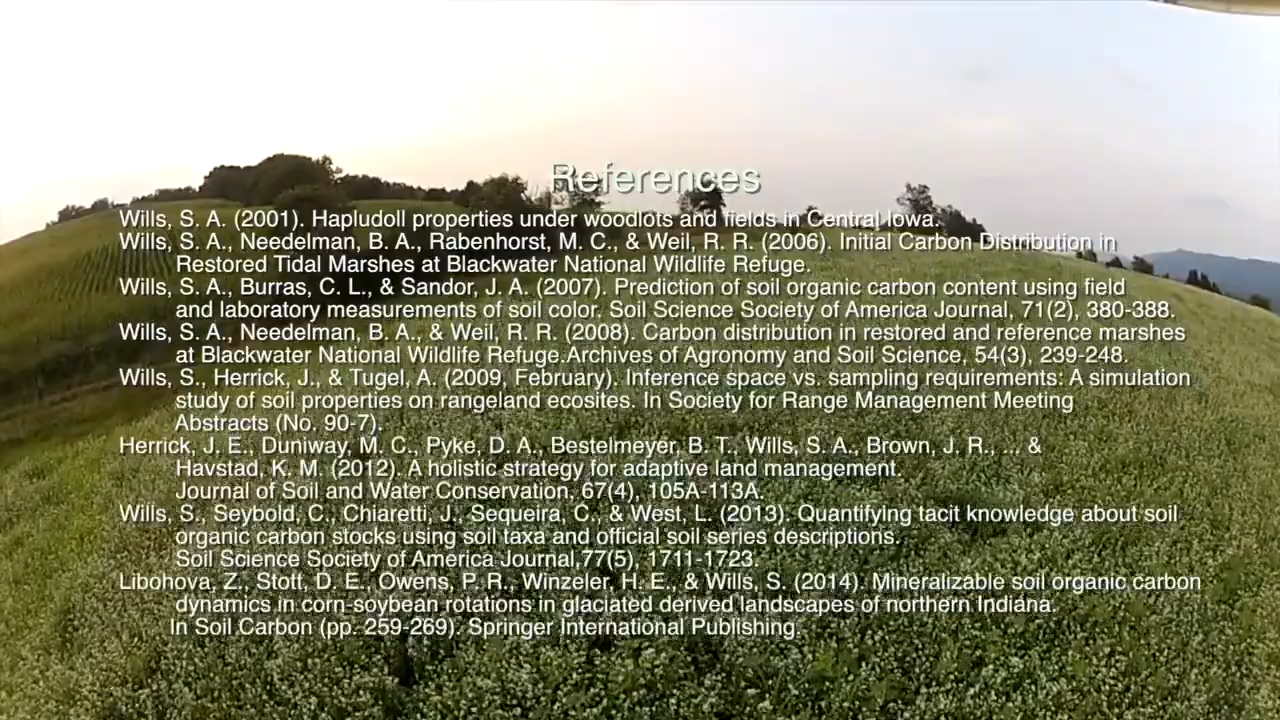 References
Wills, S. A. (2001). Hapludoll properties under woodlots and fields in Central Iowa.
Wills, S. A., Needelman, B. A., Rabenhorst, M. C., & Weil, R. R. (2006). Initial Carbon Distribution in
Restored Tidal Marshes at Blackwater National Wildlife Refuge.
Wills, S. A., Burras, C. L., & Sandor, J. A. (2007). Prediction of soil organic carbon content using field
and laboratory measurements of soil color. Soil Science Society of America Journal, 71(2), 380-388.
Wills, S. A., Needelman, B. A., & Weil, R. R. (2008). Carbon distribution in restored and reference marshes
at Blackwater National Wildlife Refuge.Archives of Agronomy and Soil Science, 54(3), 239-248.
Wills, S., Herrick, J., & Tugel, A. (2009, February). Inference space vs. sampling requirements: A simulation
study of soil properties on rangeland ecosites. In Society for Range Management Meeting
Abstracts (No. 90-7).
Herrick, J. E., Duniway, M. C., Pyke, D. A., Bestelmeyer, B. T., Wills, S. A., Brown, J. R., ... &
Havstad, K. M. (2012). A holistic strategy for adaptive land management.
Journal of Soil and Water Conservation, 67(4), 105A-113A.
Wills, S., Seybold, C., Chiaretti, J., Sequeira, C., & West, L. (2013). Quantifying tacit knowledge about soil
organic carbon stocks using soil taxa and official soil series descriptions.
Soil Science Society of America Journal,77(5), 1711-1723.
Libohova, Z., Stott, D. E., Owens, P. R., Winzeler, H. E., & Wills, S. (2014). Mineralizable soil organic carbon
dynamics in corn-soybean rotations in glaciated derived landscapes of northern Indiana.
In Soil Carbon (pp. 259-269). Springer International Publishing.